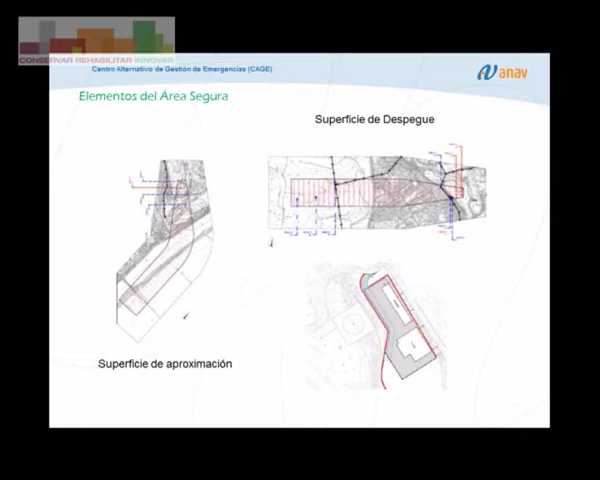 CONSERVAR REHABILITAR INNOVAR
Centro Alternativo de Gestión de Emergencias (CAGE)
anav
Elementos del Área Segura
Superficie de Despegue
Superficie de aproximación